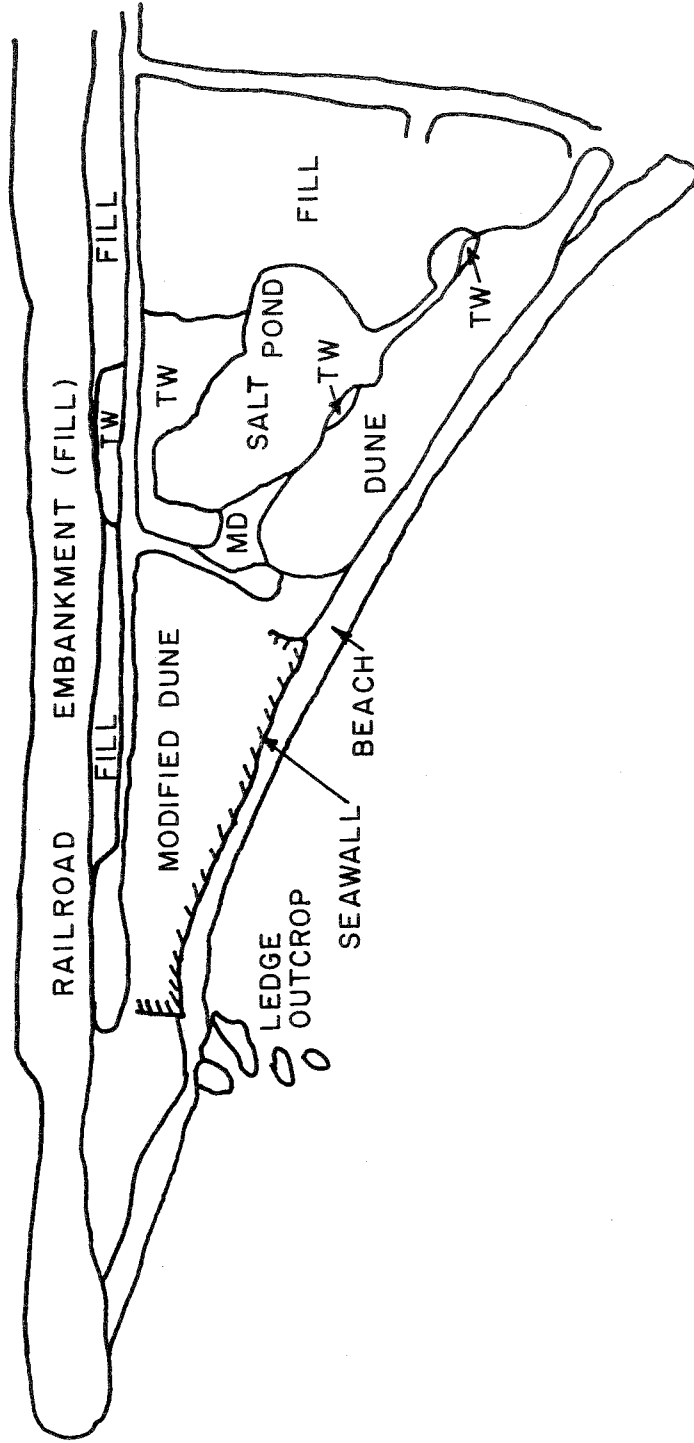 RAILROAD EMBANKMENT (FILL)
FILL
TW
FILL
MODIFIED DUNE
TW
FILL
MD
SALT POND
TW
DUNE
TW
LEDGE
OUTCROP
SEAWALL
BEACH